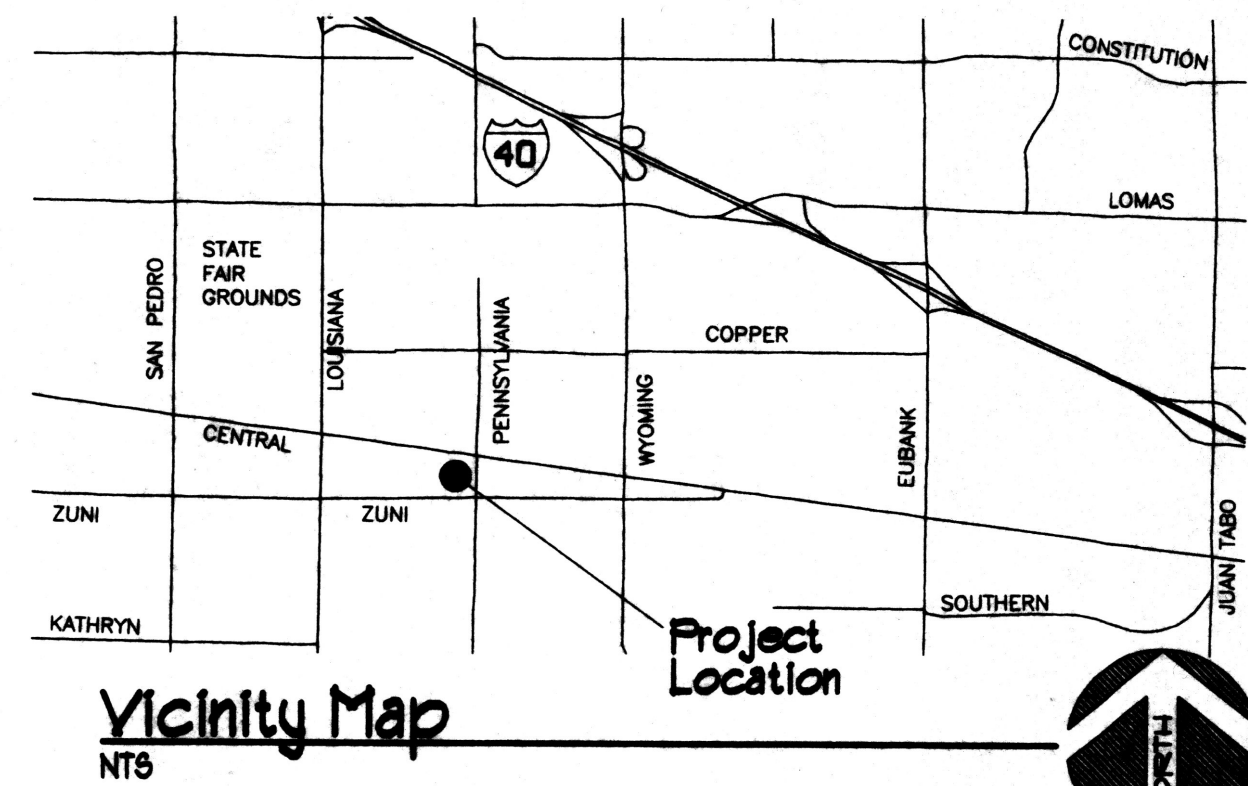 CONSTITUTION
40
LOMAS
STATE
FAIR
GROUNDS
SAN PEDRO
LOUISIANA
PENNSYLVANIA
COPPER
WYOMING
EUBANK
CENTRAL
ZUNI
ZUNI
JUAN TABO
SOUTHERN
KATHRYN
Project
Location
Vicinity Map
NTS